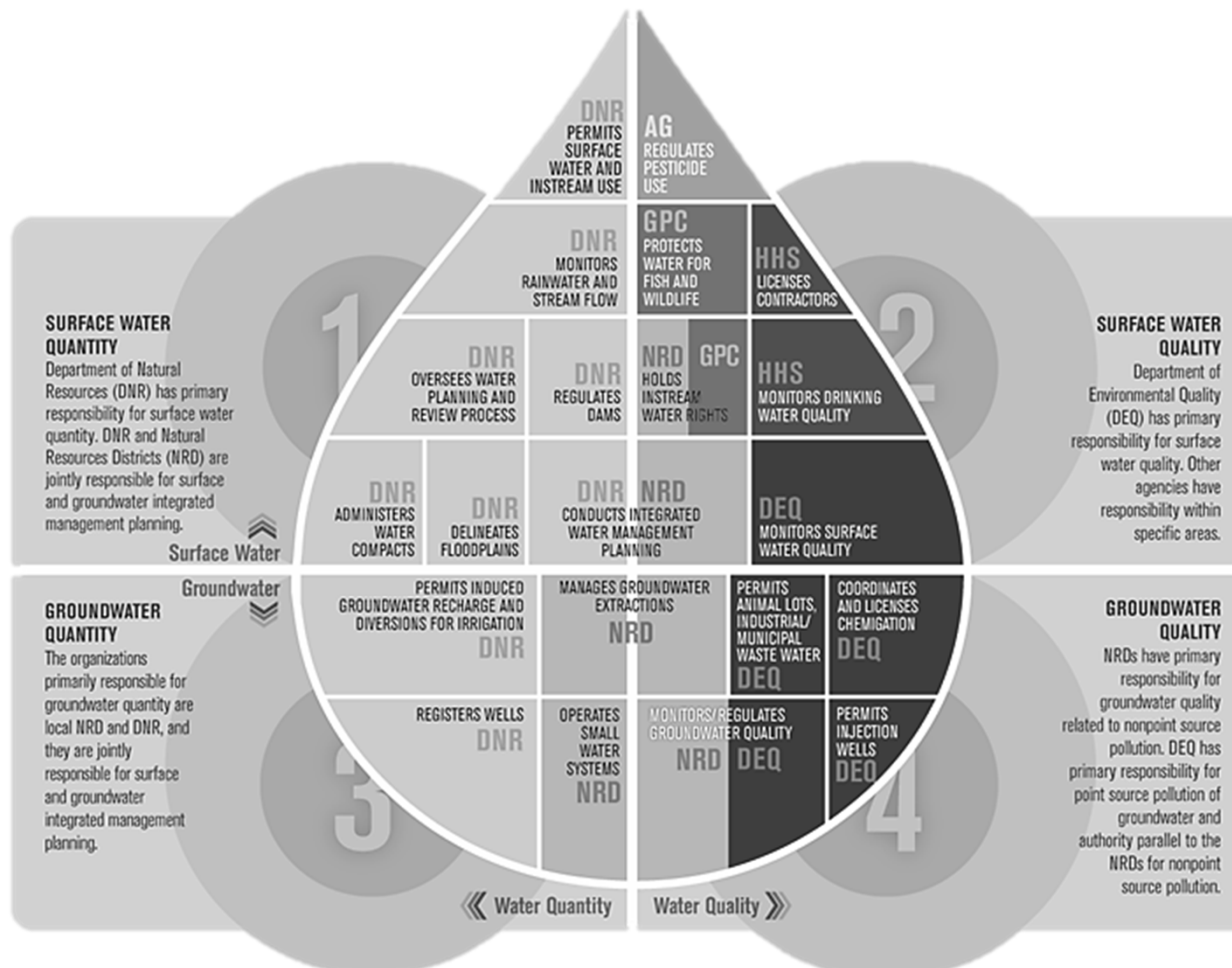 DNR
PERMITS
SURFACE
WATER AND
INSTREAM USE
AG
REGULATES
PESTICIDE
USE
DNR
MONITORS
RAINWATER AND
STREAM FLOW
GPC
PROTECTS
WATER FOR
FISH AND
WILDLIFE
HHS
LICENSES
CONTRACTORS
1
SURFACE WATER
QUANTITY
Department of Natural
Resources (DNR) has primary
responsibility for surface water
quantity. DNR and Natural
Resources Districts (NRD) are
jointly responsible for surface
and groundwater integrated
management planning.
2
SURFACE WATER
QUALITY
Department of
Environmental Quality
(DEQ) has primary
responsibility for surface
water quality. Other
agencies have
responsibility within
specific areas.
DNR
OVERSEES WATER
PLANNING AND
REVIEW PROCESS
DNR
REGULATES
DAMS
NRD GPC
HOLDS
INSTREAM
WATER RIGHTS
HHS
MONITORS DRINKING
WATER QUALITY
DNR
ADMINISTERS
WATER
COMPACTS
DNR
DELINEATES
FLOODPLAINS
DNR NRD
CONDUCTS INTEGRATED
WATER MANAGEMENT
PLANNING
DEQ
MONITORS SURFACE
WATER QUALITY
Surface Water
Groundwater
GROUNDWATER
QUANTITY
The organizations
primarily responsible for
groundwater quantity are
local NRD and DNR, and
they are jointly
responsible for surface
and groundwater
integrated management
planning.
3
PERMITS INDUCED
GROUNDWATER RECHARGE AND
DIVERSIONS FOR IRRIGATION
DNR
MANAGES GROUNDWATER
EXTRACTIONS
NRD
PERMITS
ANIMAL LOTS,
INDUSTRIAL/
MUNICIPAL
WASTE WATER
DEQ
COORDINATES
AND LICENSES
CHEMIGATION
DEQ
REGISTERS WELLS
DNR
OPERATES
SMALL
WATER
SYSTEMS
NRD
MONITORS/REGULATES
GROUNDWATER QUALITY
NRD DEQ
PERMITS
INJECTION
WELLS
DEQ
4
GROUNDWATER
QUALITY
NRDs have primary
responsibility for
groundwater quality
related to nonpoint source
pollution. DEQ has
primary responsibility for
point source pollution of
groundwater and
authority parallel to the
NRDs for nonpoint
source pollution.
Water Quantity
Water Quality